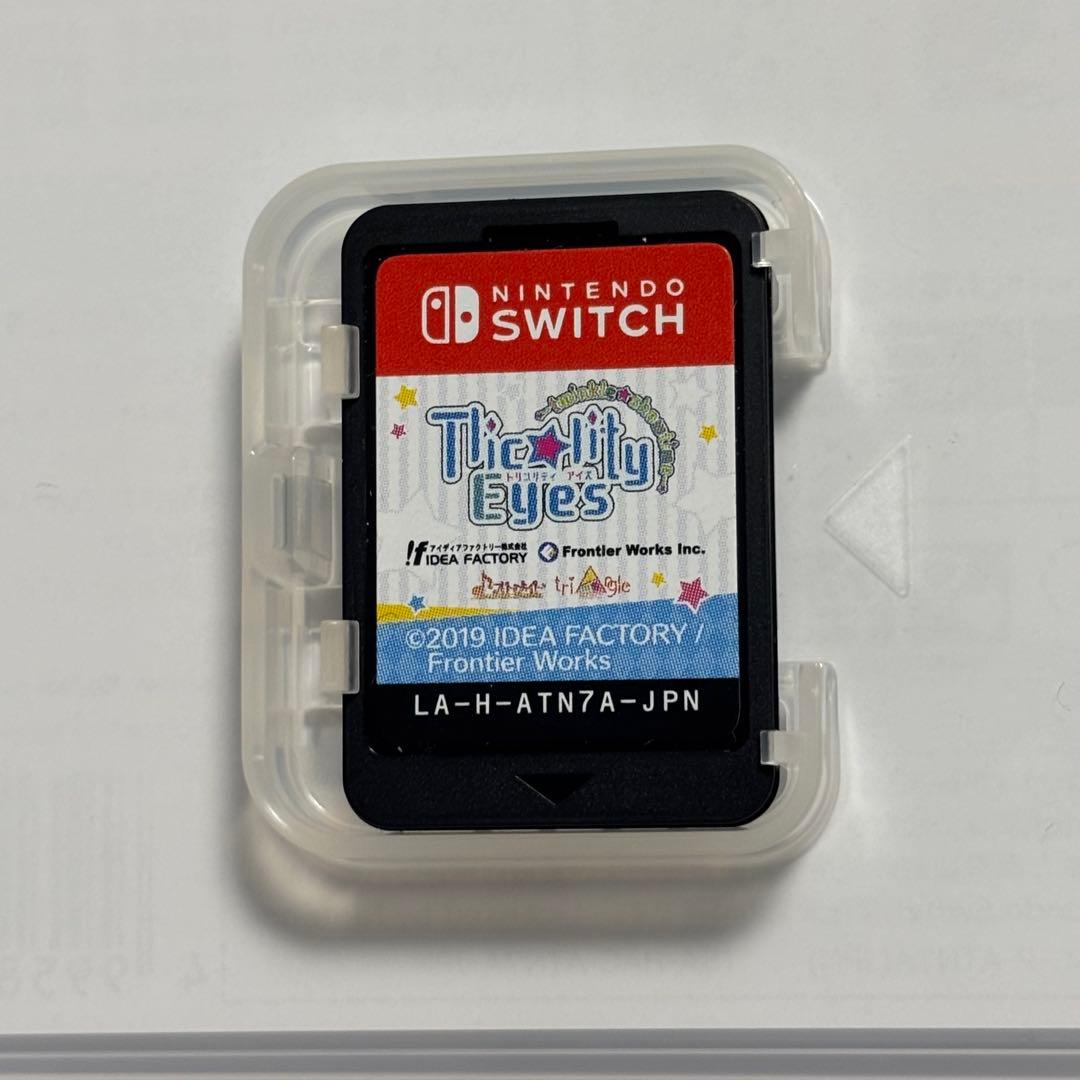 NINTENDO
SWITCH
~twinkle★showtime~
Tlic★lity
トリコリティ アイズ
Eyes
!f アイディアファクトリー株式会社
IDEA FACTORY
Frontier Works Inc.
triAngle
©2019 IDEA FACTORY /
Frontier Works
LA-H-ATN7A-JPN